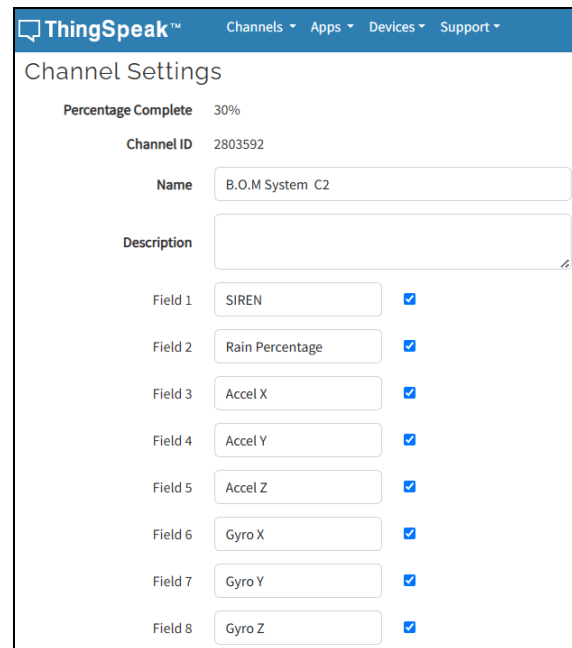 ThingSpeak™ Channels Apps Devices Support
Channel Settings
Percentage Complete 30%
Channel ID 2803592
Name B.O.M System C2
Description
Field 1 SIREN
Field 2 Rain Percentage
Field 3 Accel X
Field 4 Accel Y
Field 5 Accel Z
Field 6 Gyro X
Field 7 Gyro Y
Field 8 Gyro Z